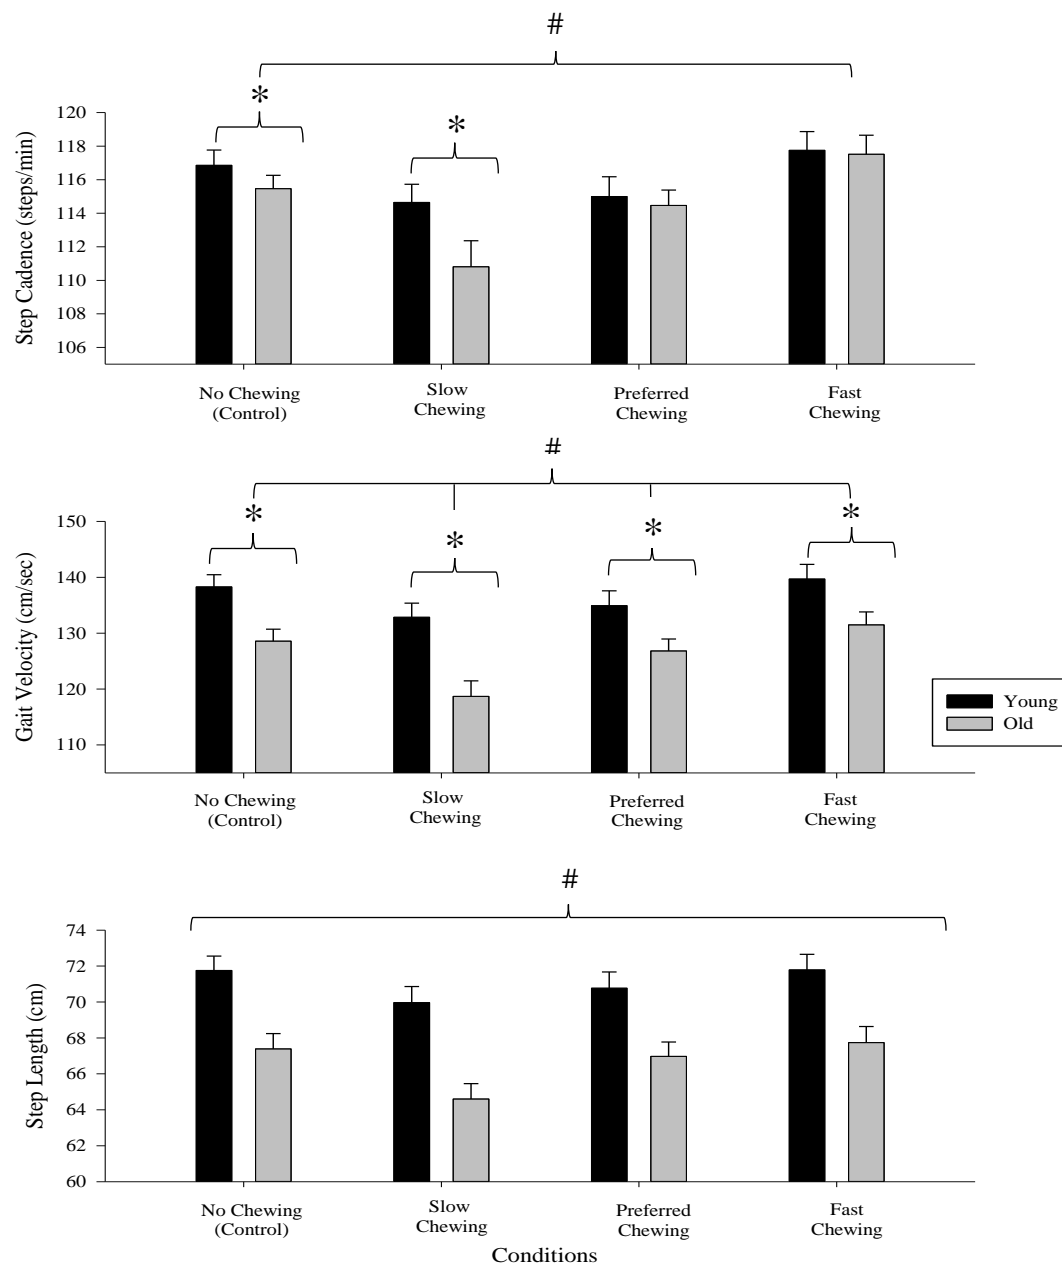 #
*
*
Step Cadence (steps/min)
120
118
116
114
112
110
108
106
No Chewing
(Control)
Slow
Chewing
Preferred
Chewing
Fast
Chewing
#
*
*
*
*
Gait Velocity (cm/sec)
150
140
130
120
110
Young
Old
No Chewing
(Control)
Slow
Chewing
Preferred
Chewing
Fast
Chewing
#
Step Length (cm)
74
72
70
68
66
64
62
60
No Chewing
(Control)
Slow
Chewing
Preferred
Chewing
Fast
Chewing
Conditions